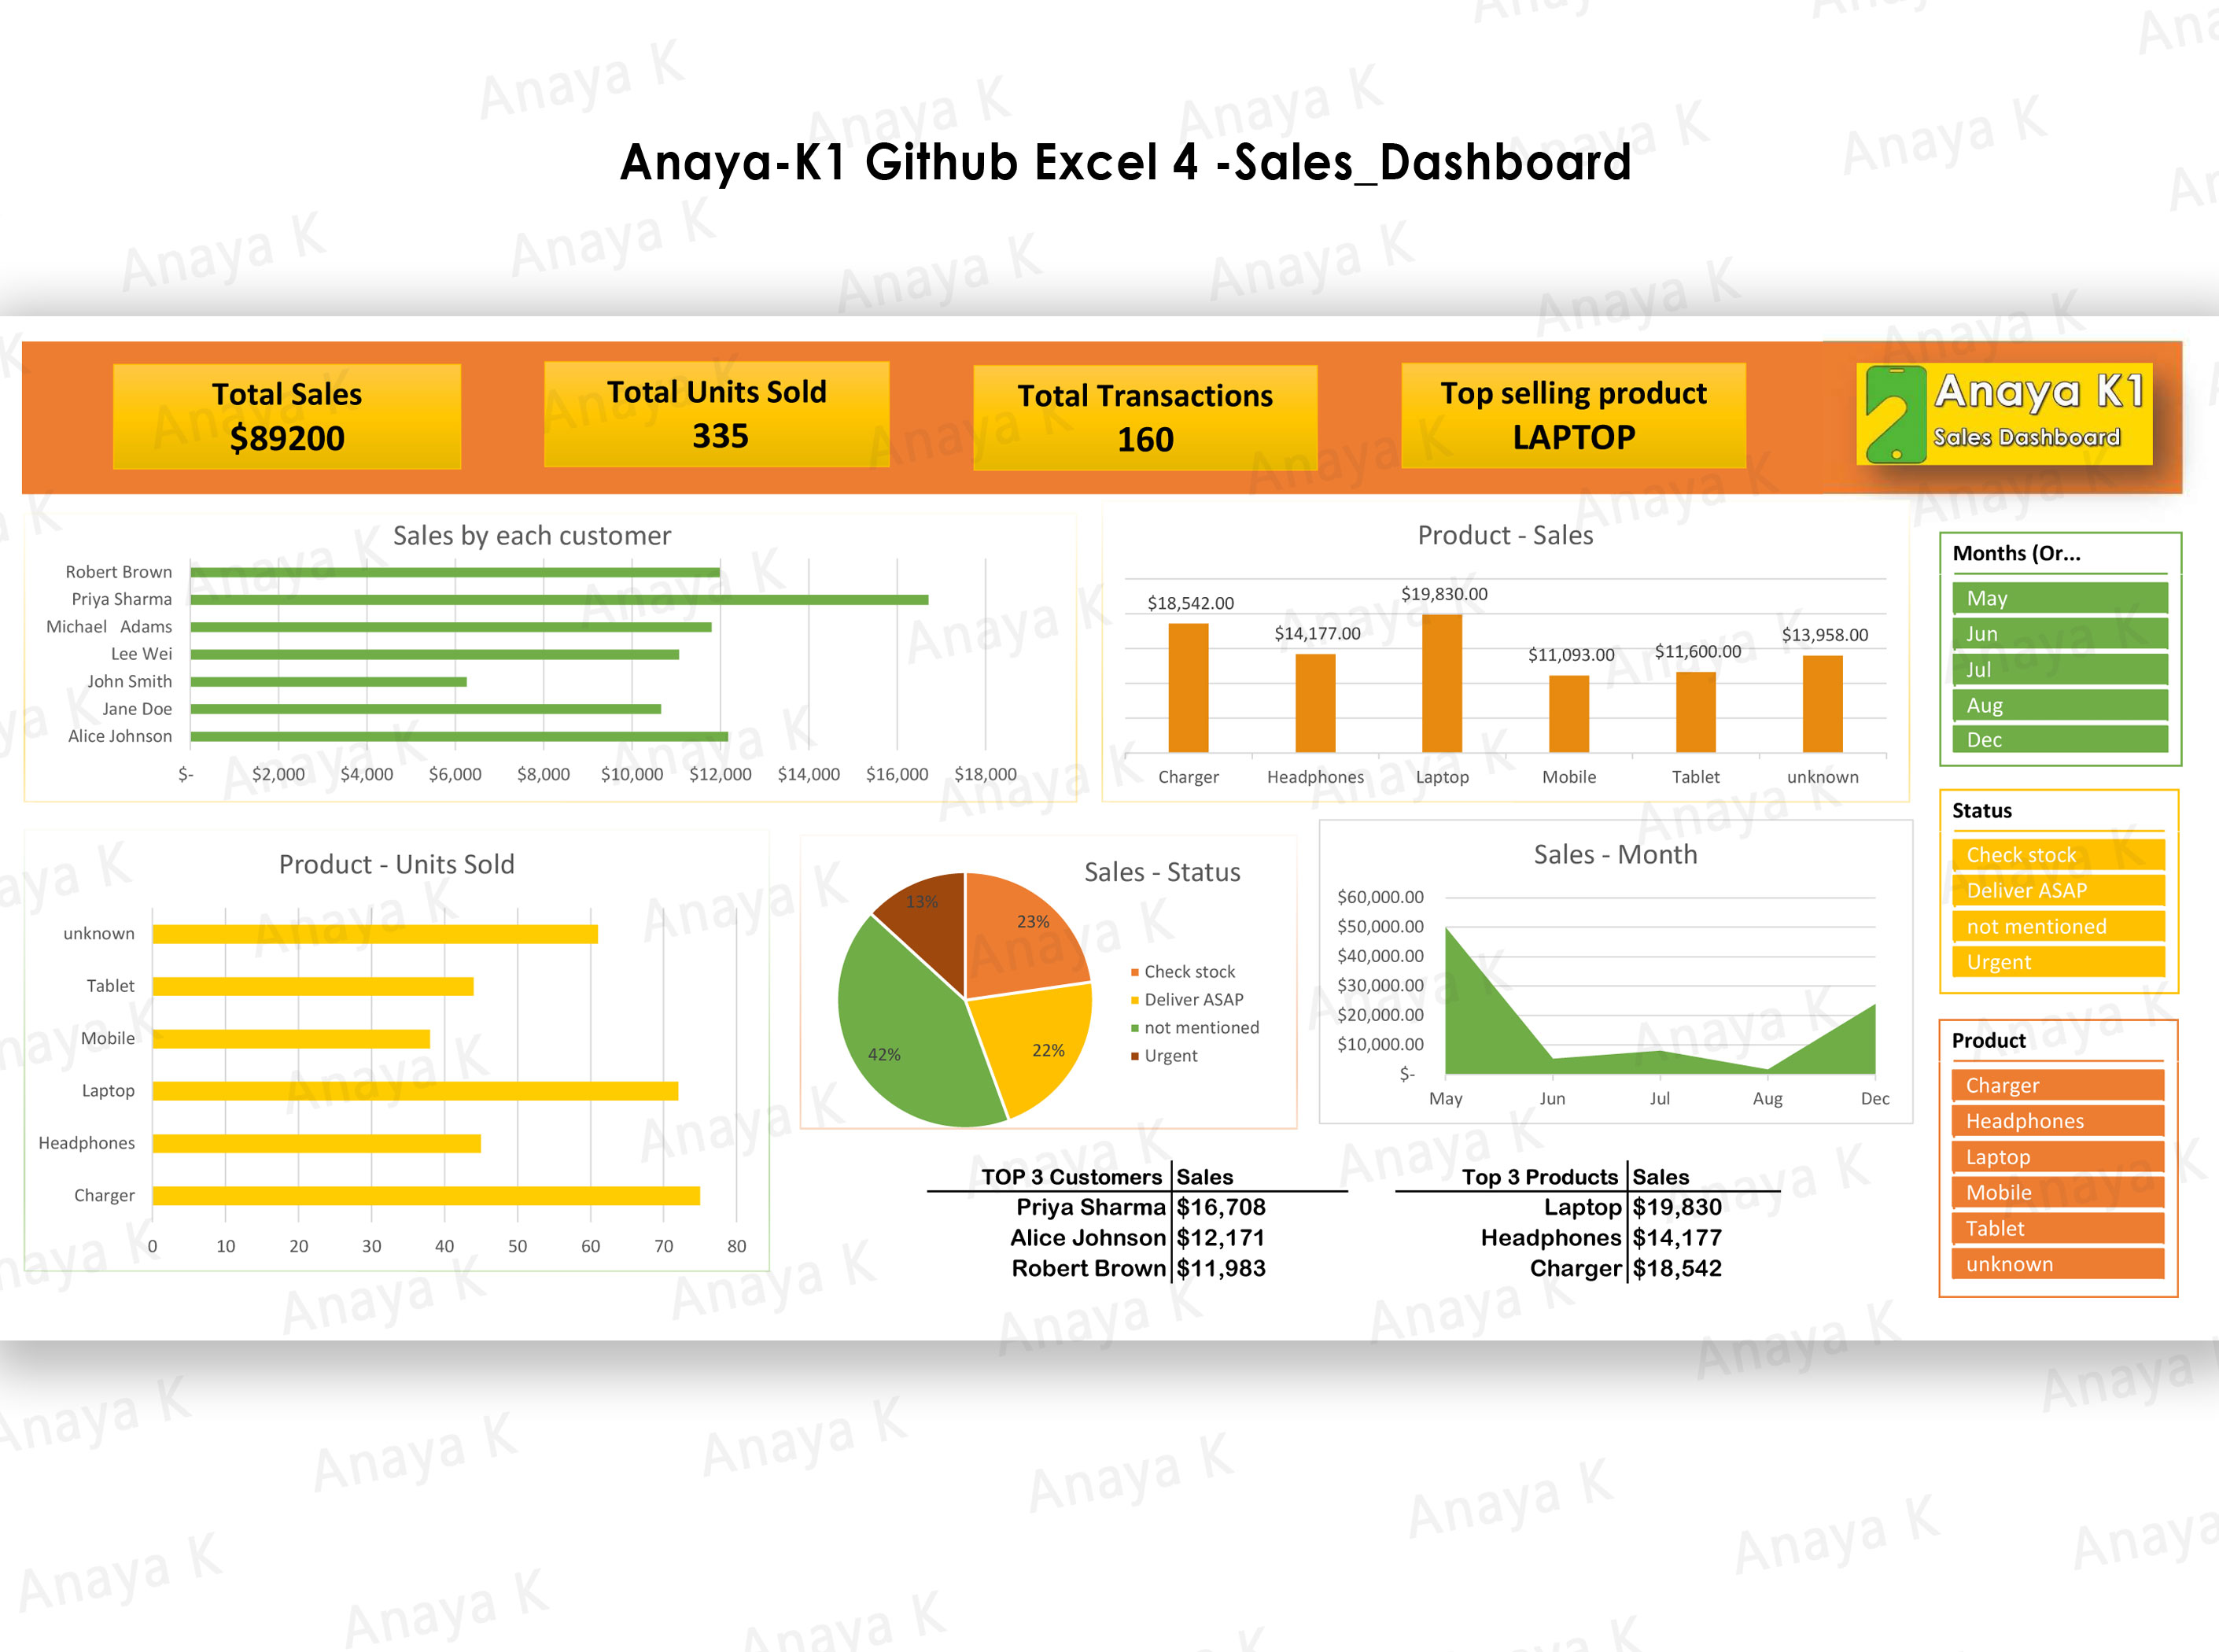 Anaya-K1 Github Excel 4 -Sales_Dashboard
Total Sales
$89200
Total Units Sold
335
Total Transactions
160
Top selling product
LAPTOP
Anaya K1
Sales Dashboard
Sales by each customer
Robert Brown
Priya Sharma
Michael   Adams
Lee Wei
John Smith
Jane Doe
Alice Johnson
$- $2,000 $4,000 $6,000 $8,000 $10,000 $12,000 $14,000 $16,000 $18,000
Product - Sales
$18,542.00 $14,177.00 $19,830.00 $11,093.00 $11,600.00 $13,958.00
Charger Headphones Laptop Mobile Tablet unknown
Months (Or...
May
Jun
Jul
Aug
Dec
Status
Check stock
Deliver ASAP
not mentioned
Urgent
Product
Charger
Headphones
Laptop
Mobile
Tablet
unknown
Product - Units Sold
unknown
Tablet
Mobile
Laptop
Headphones
Charger
0 10 20 30 40 50 60 70 80
Sales - Status
13%
23%
42%
22%
Check stock
Deliver ASAP
not mentioned
Urgent
Sales - Month
$60,000.00
$50,000.00
$40,000.00
$30,000.00
$20,000.00
$10,000.00
$-
May Jun Jul Aug Dec
TOP 3 Customers Sales
Priya Sharma $16,708
Alice Johnson $12,171
Robert Brown $11,983
Top 3 Products Sales
Laptop $19,830
Headphones $14,177
Charger $18,542
Anaya K